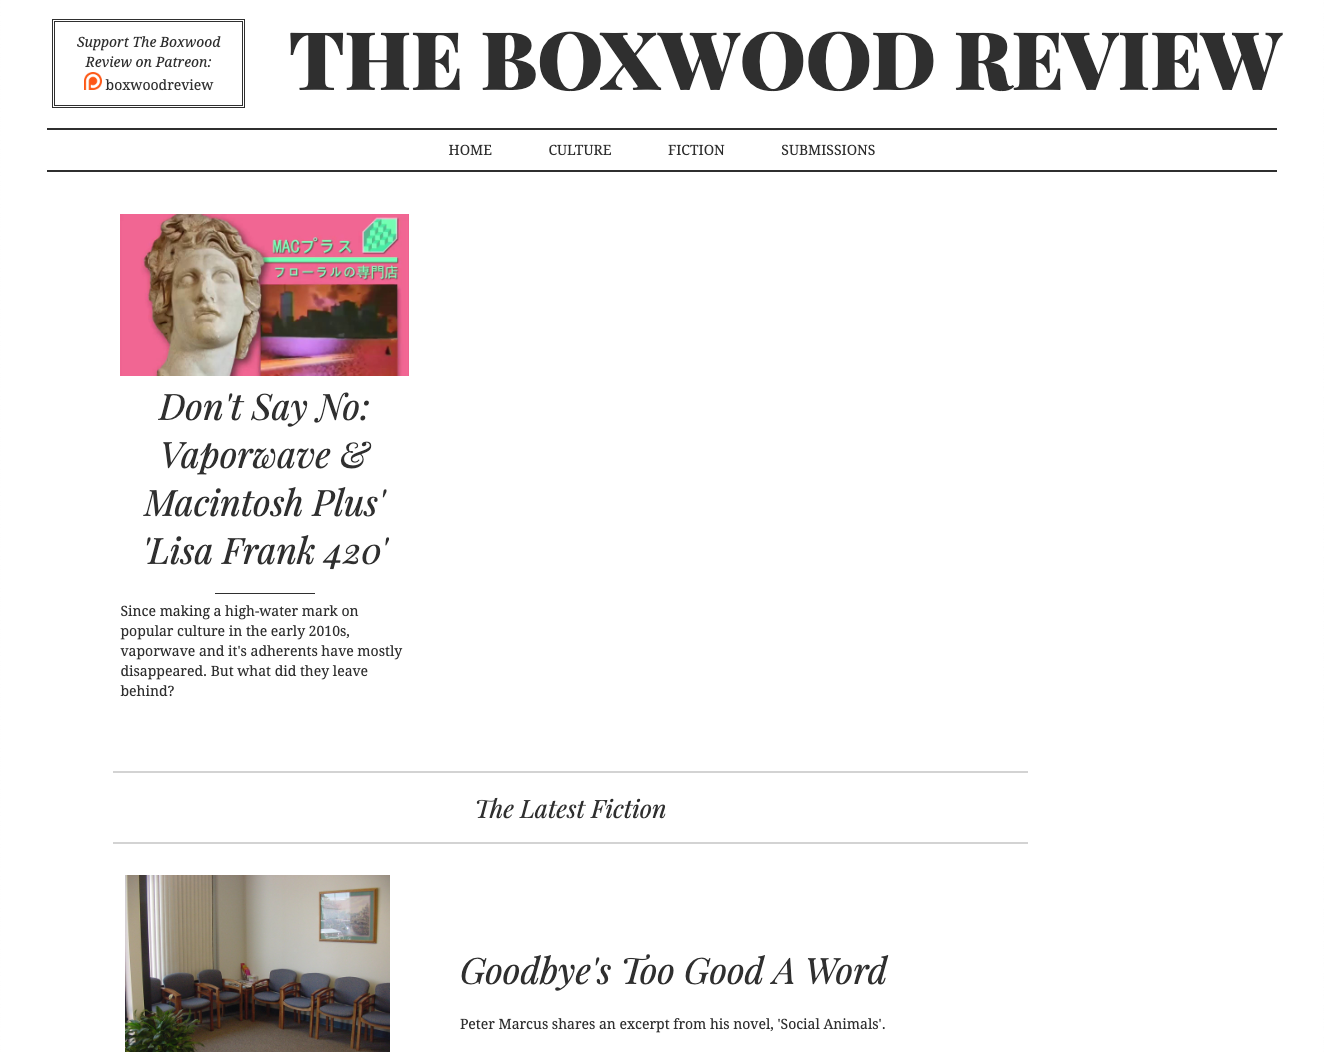 Support The Boxwood
Review on Patreon:
boxwoodreview
THE BOXWOOD REVIEW
HOME CULTURE FICTION SUBMISSIONS
MACプラス
フローラルの専門店
Don't Say No:
Vaporwave &
Macintosh Plus'
'Lisa Frank 420'
Since making a high-water mark on
popular culture in the early 2010s,
vaporwave and it's adherents have mostly
disappeared. But what did they leave
behind?
The Latest Fiction
Goodbye's Too Good A Word
Peter Marcus shares an excerpt from his novel, 'Social Animals'.